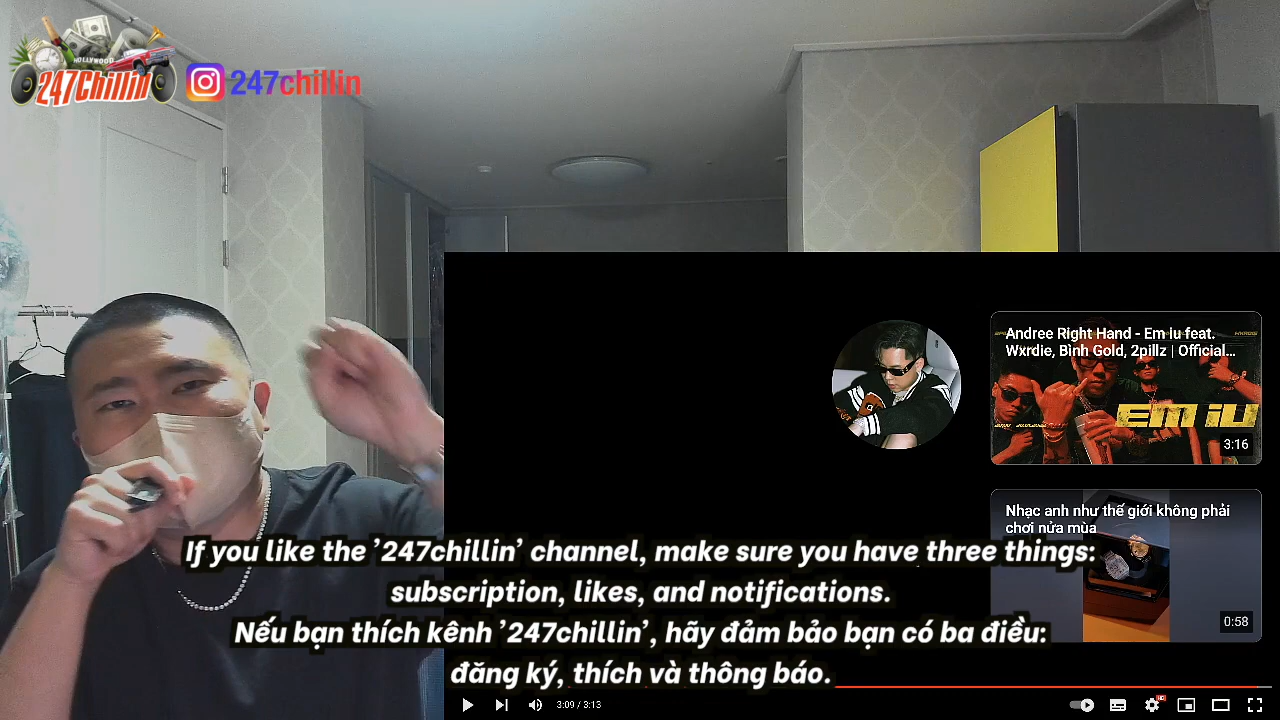 HOLLYWOOD
247Chillin
247chillin
Andree Right Hand - Em iu feat.
Wxrdie, Bình Gold, 2pillz | Official...
EM iU
3:16
Nhạc anh như thế giới không phải
chơi nửa mùa
0:58
If you like the '247chillin' channel, make sure you have three things:
subscription, likes, and notifications.
Nếu bạn thích kênh '247chillin', hãy đảm bảo bạn có ba điều:
đăng ký, thích và thông báo.
3:09 / 3:13
HD